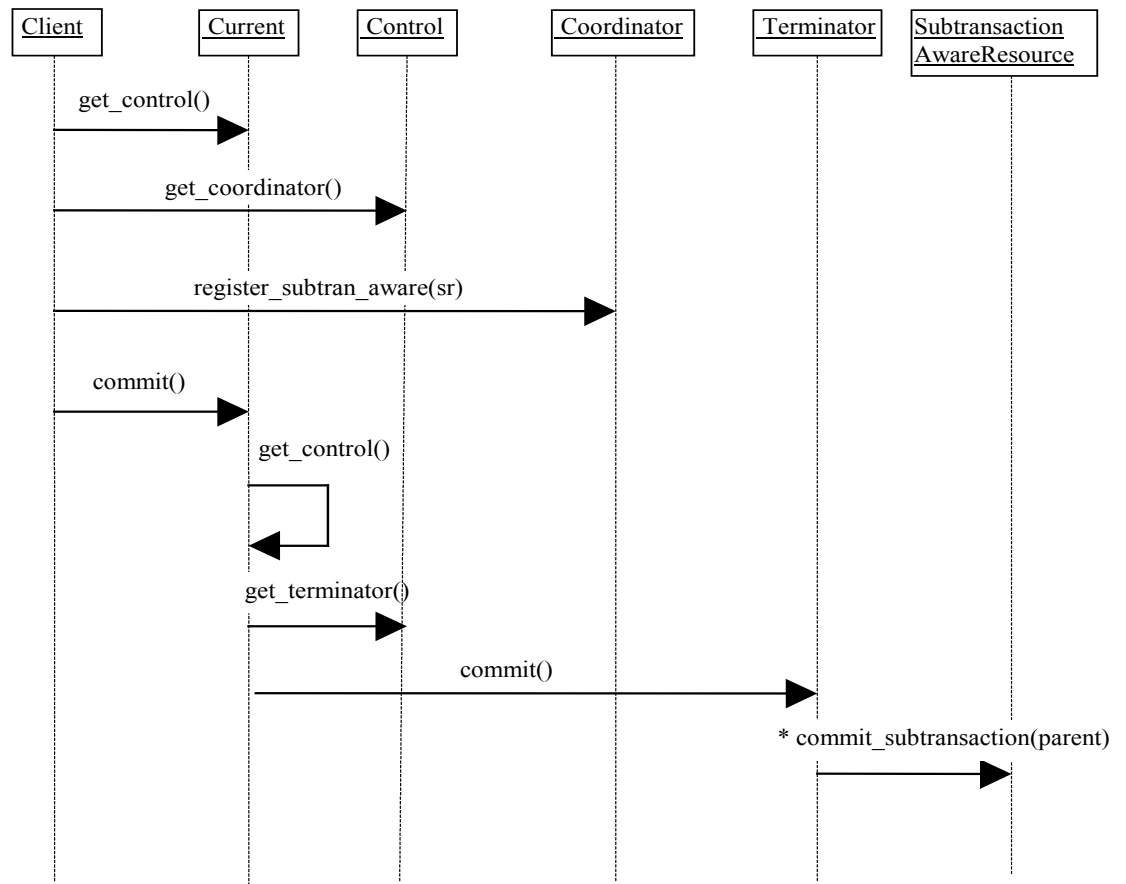 Client
Current
Control
Coordinator
Terminator
Subtransaction
AwareResource
get_control()
get_coordinator()
register_subtran_aware(sr)
commit()
get_control()
get_terminator()
commit()
* commit_subtransaction(parent)